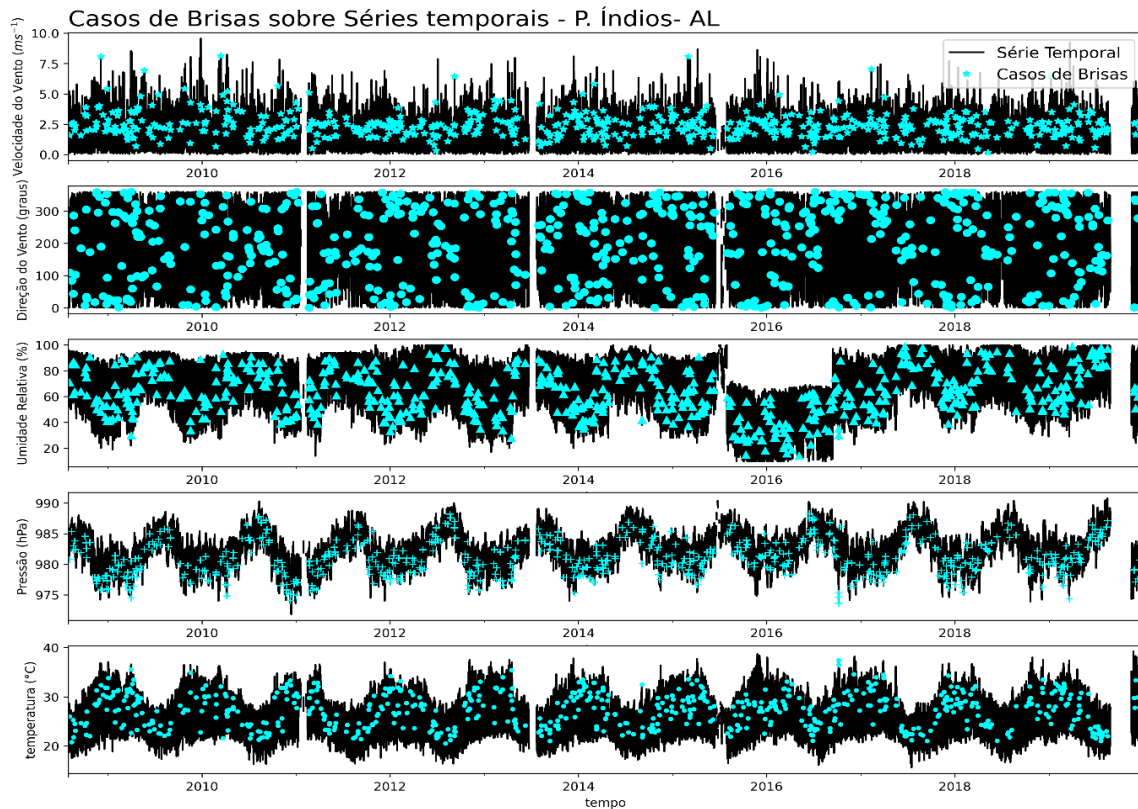 Casos de Brisas sobre Séries temporais - P. Índios- AL
Velocidade do Vento (ms⁻¹)
10.0
7.5
5.0
2.5
0.0
Série Temporal
Casos de Brisas
2010 2012 2014 2016 2018
Direção do Vento (graus)
300
200
100
0
2010 2012 2014 2016 2018
Umidade Relativa (%)
100
80
60
40
20
2010 2012 2014 2016 2018
Pressão (hPa)
990
985
980
975
2010 2012 2014 2016 2018
temperatura (°C)
40
30
20
2010 2012 2014 2016 2018
tempo